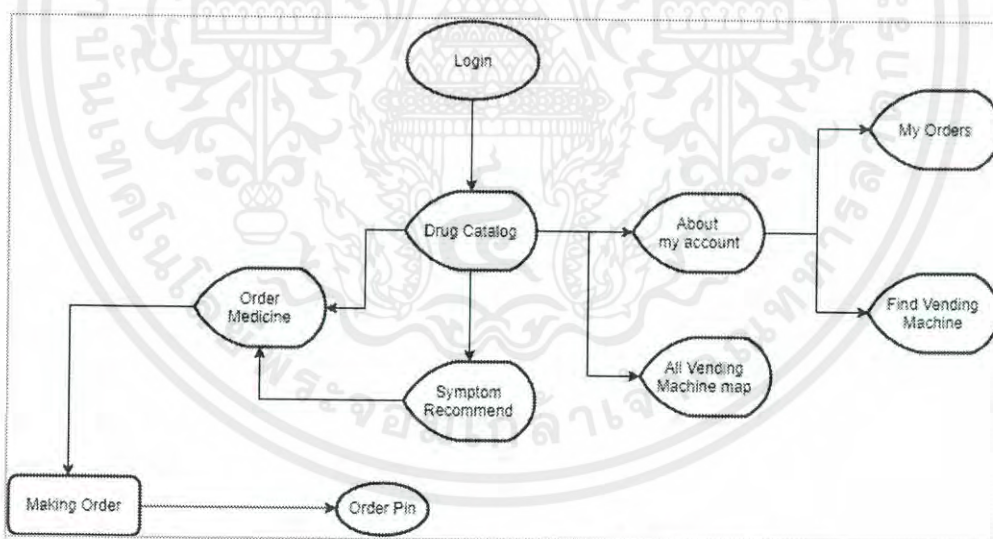 Login
My Orders
Drug Catalog
About
my account
Order
Medicine
Find Vending
Machine
Symptom
Recommend
All Vending
Machine map
Making Order
Order Pin